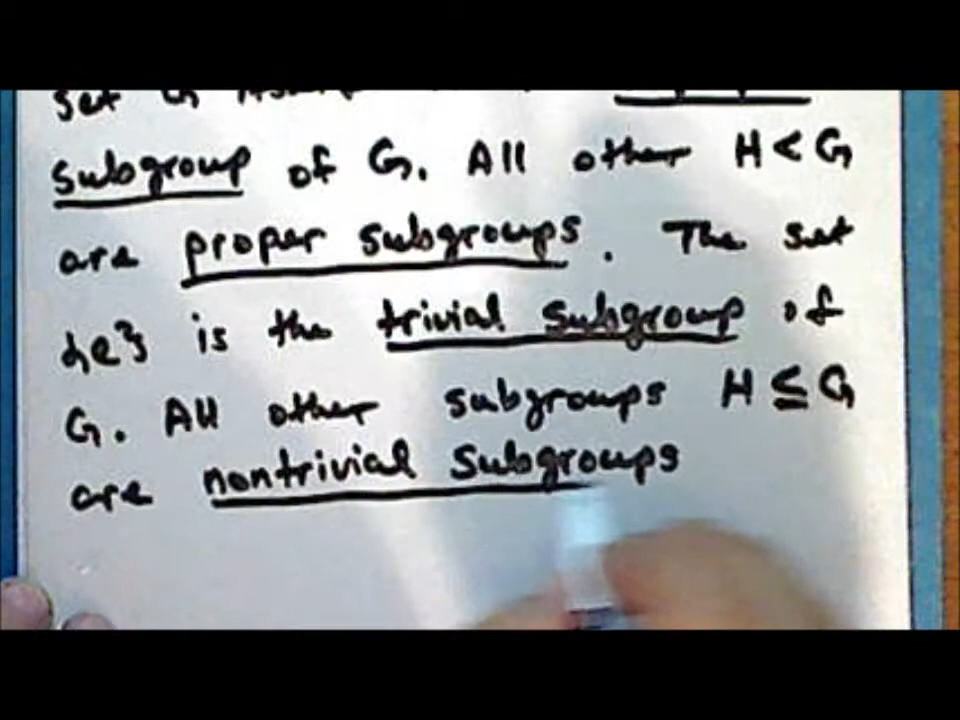 set G
subgroup of G. All other H < G
are proper subgroups. The set
{e} is the trivial subgroup of
G. All other subgroups H ≤ G
are nontrivial subgroups